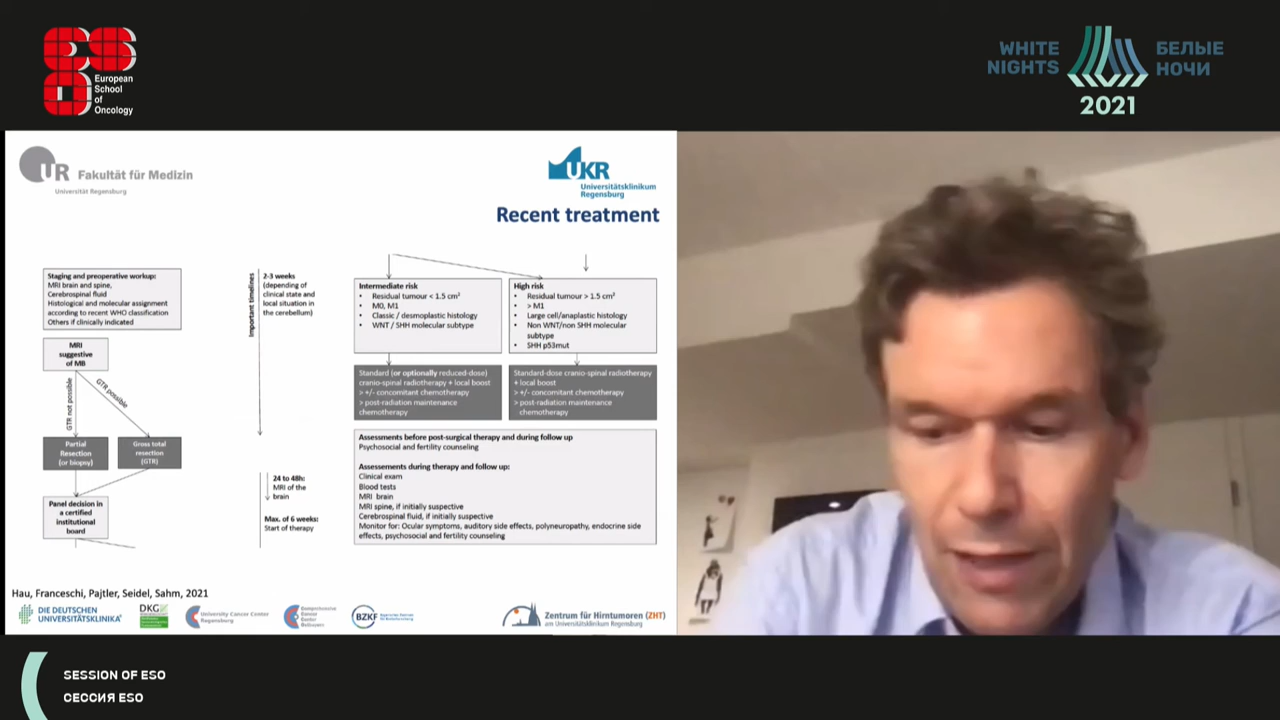 European
School
of
Oncology
WHITE
NIGHTS
БЕЛЫЕ
НОЧИ
2021
UR Fakultät für Medizin
Universität Regensburg
UKR
Universitätsklinikum
Regensburg
Recent treatment
Staging and preoperative workup:
MRI brain and spine,
Cerebrospinal fluid
Histological and molecular assignment
according to recent WHO classification
Others if clinically indicated
MRI
suggestive
of MB
GTR not possible
GTR possible
Partial
Resection
(or biopsy)
Gross total
resection
(GTR)
Panel decision in
a certified
institutional
board
Important timelines
2-3 weeks
(depending of
clinical state and
local situation in
the cerebellum)
24 to 48h:
MRI of the
brain
Max. of 6 weeks:
Start of therapy
Intermediate risk
• Residual tumour < 1.5 cm²
• M0, M1
• Classic / desmoplastic histology
• WNT / SHH molecular subtype
High risk
• Residual tumour > 1.5 cm²
• > M1
• Large cell/anaplastic histology
• Non WNT/non SHH molecular
subtype
• SHH p53mut
Standard (or optionally reduced-dose)
cranio-spinal radiotherapy + local boost
> +/- concomitant chemotherapy
> post-radiation maintenance
chemotherapy
Standard-dose cranio-spinal radiotherapy
+ local boost
> +/- concomitant chemotherapy
> post-radiation maintenance
chemotherapy
Assessments before post-surgical therapy and during follow up
Psychosocial and fertility counseling
Assessments during therapy and follow up:
Clinical exam
Blood tests
MRI brain
MRI spine, if initially suspective
Cerebrospinal fluid, if initially suspective
Monitor for: Ocular symptoms, auditory side effects, polyneuropathy, endocrine side
effects, psychosocial and fertility counseling
Hau, Franceschi, Pajtler, Seidel, Sahm, 2021
DIE DEUTSCHEN
UNIVERSITÄTSKLINIKA
DKG
University Cancer Center
Regensburg
Comprehensive
Cancer
Center
BZKF
Zentrum für Hirntumoren (ZHT)
am Universitätsklinikum Regensburg
SESSION OF ESO
СЕССИЯ ESO